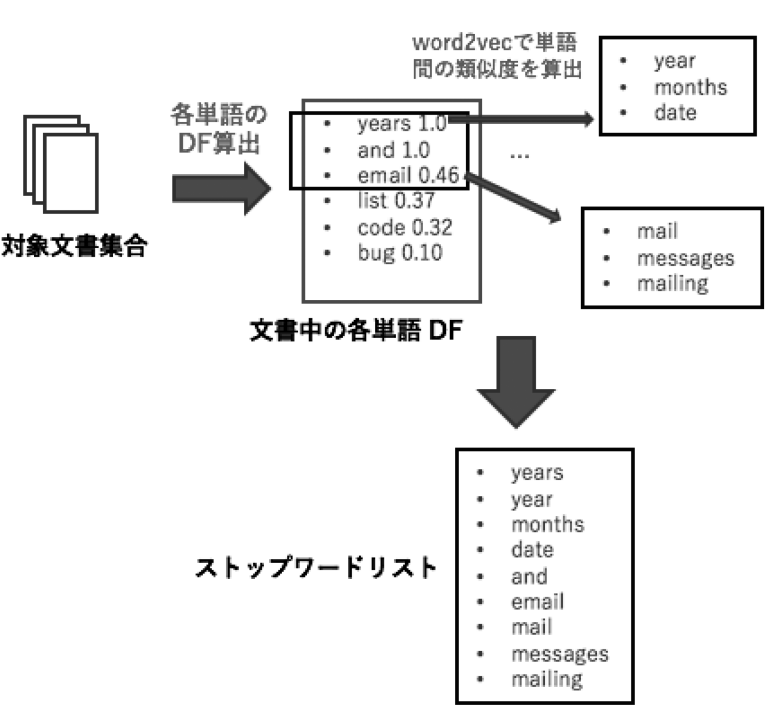 対象文書集合
各単語の
DF算出
• years 1.0
• and 1.0
• email 0.46
• list 0.37
• code 0.32
• bug 0.10
文書中の各単語 DF
word2vecで単語
間の類似度を算出
• year
• months
• date
...
• mail
• messages
• mailing
ストップワードリスト
• years
• year
• months
• date
• and
• email
• mail
• messages
• mailing